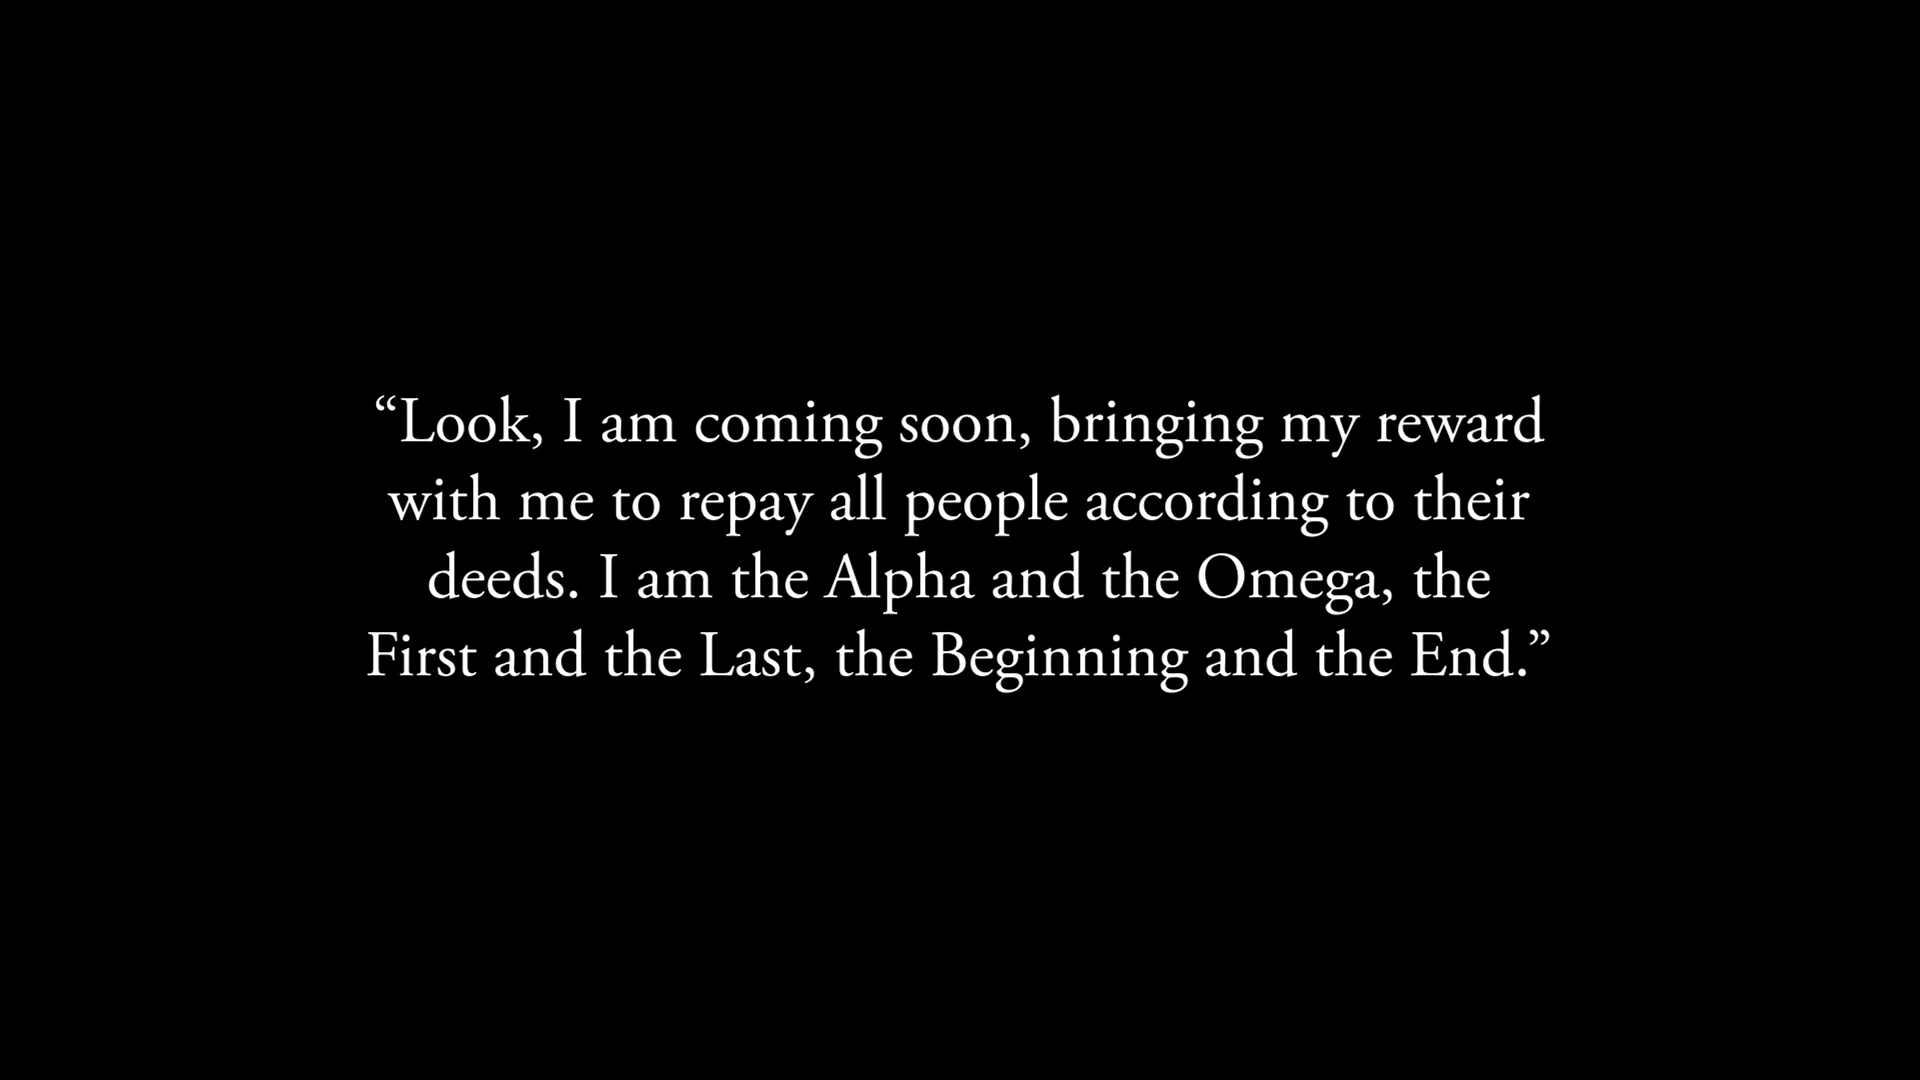 “Look, I am coming soon, bringing my reward
with me to repay all people according to their
deeds. I am the Alpha and the Omega, the
First and the Last, the Beginning and the End.”